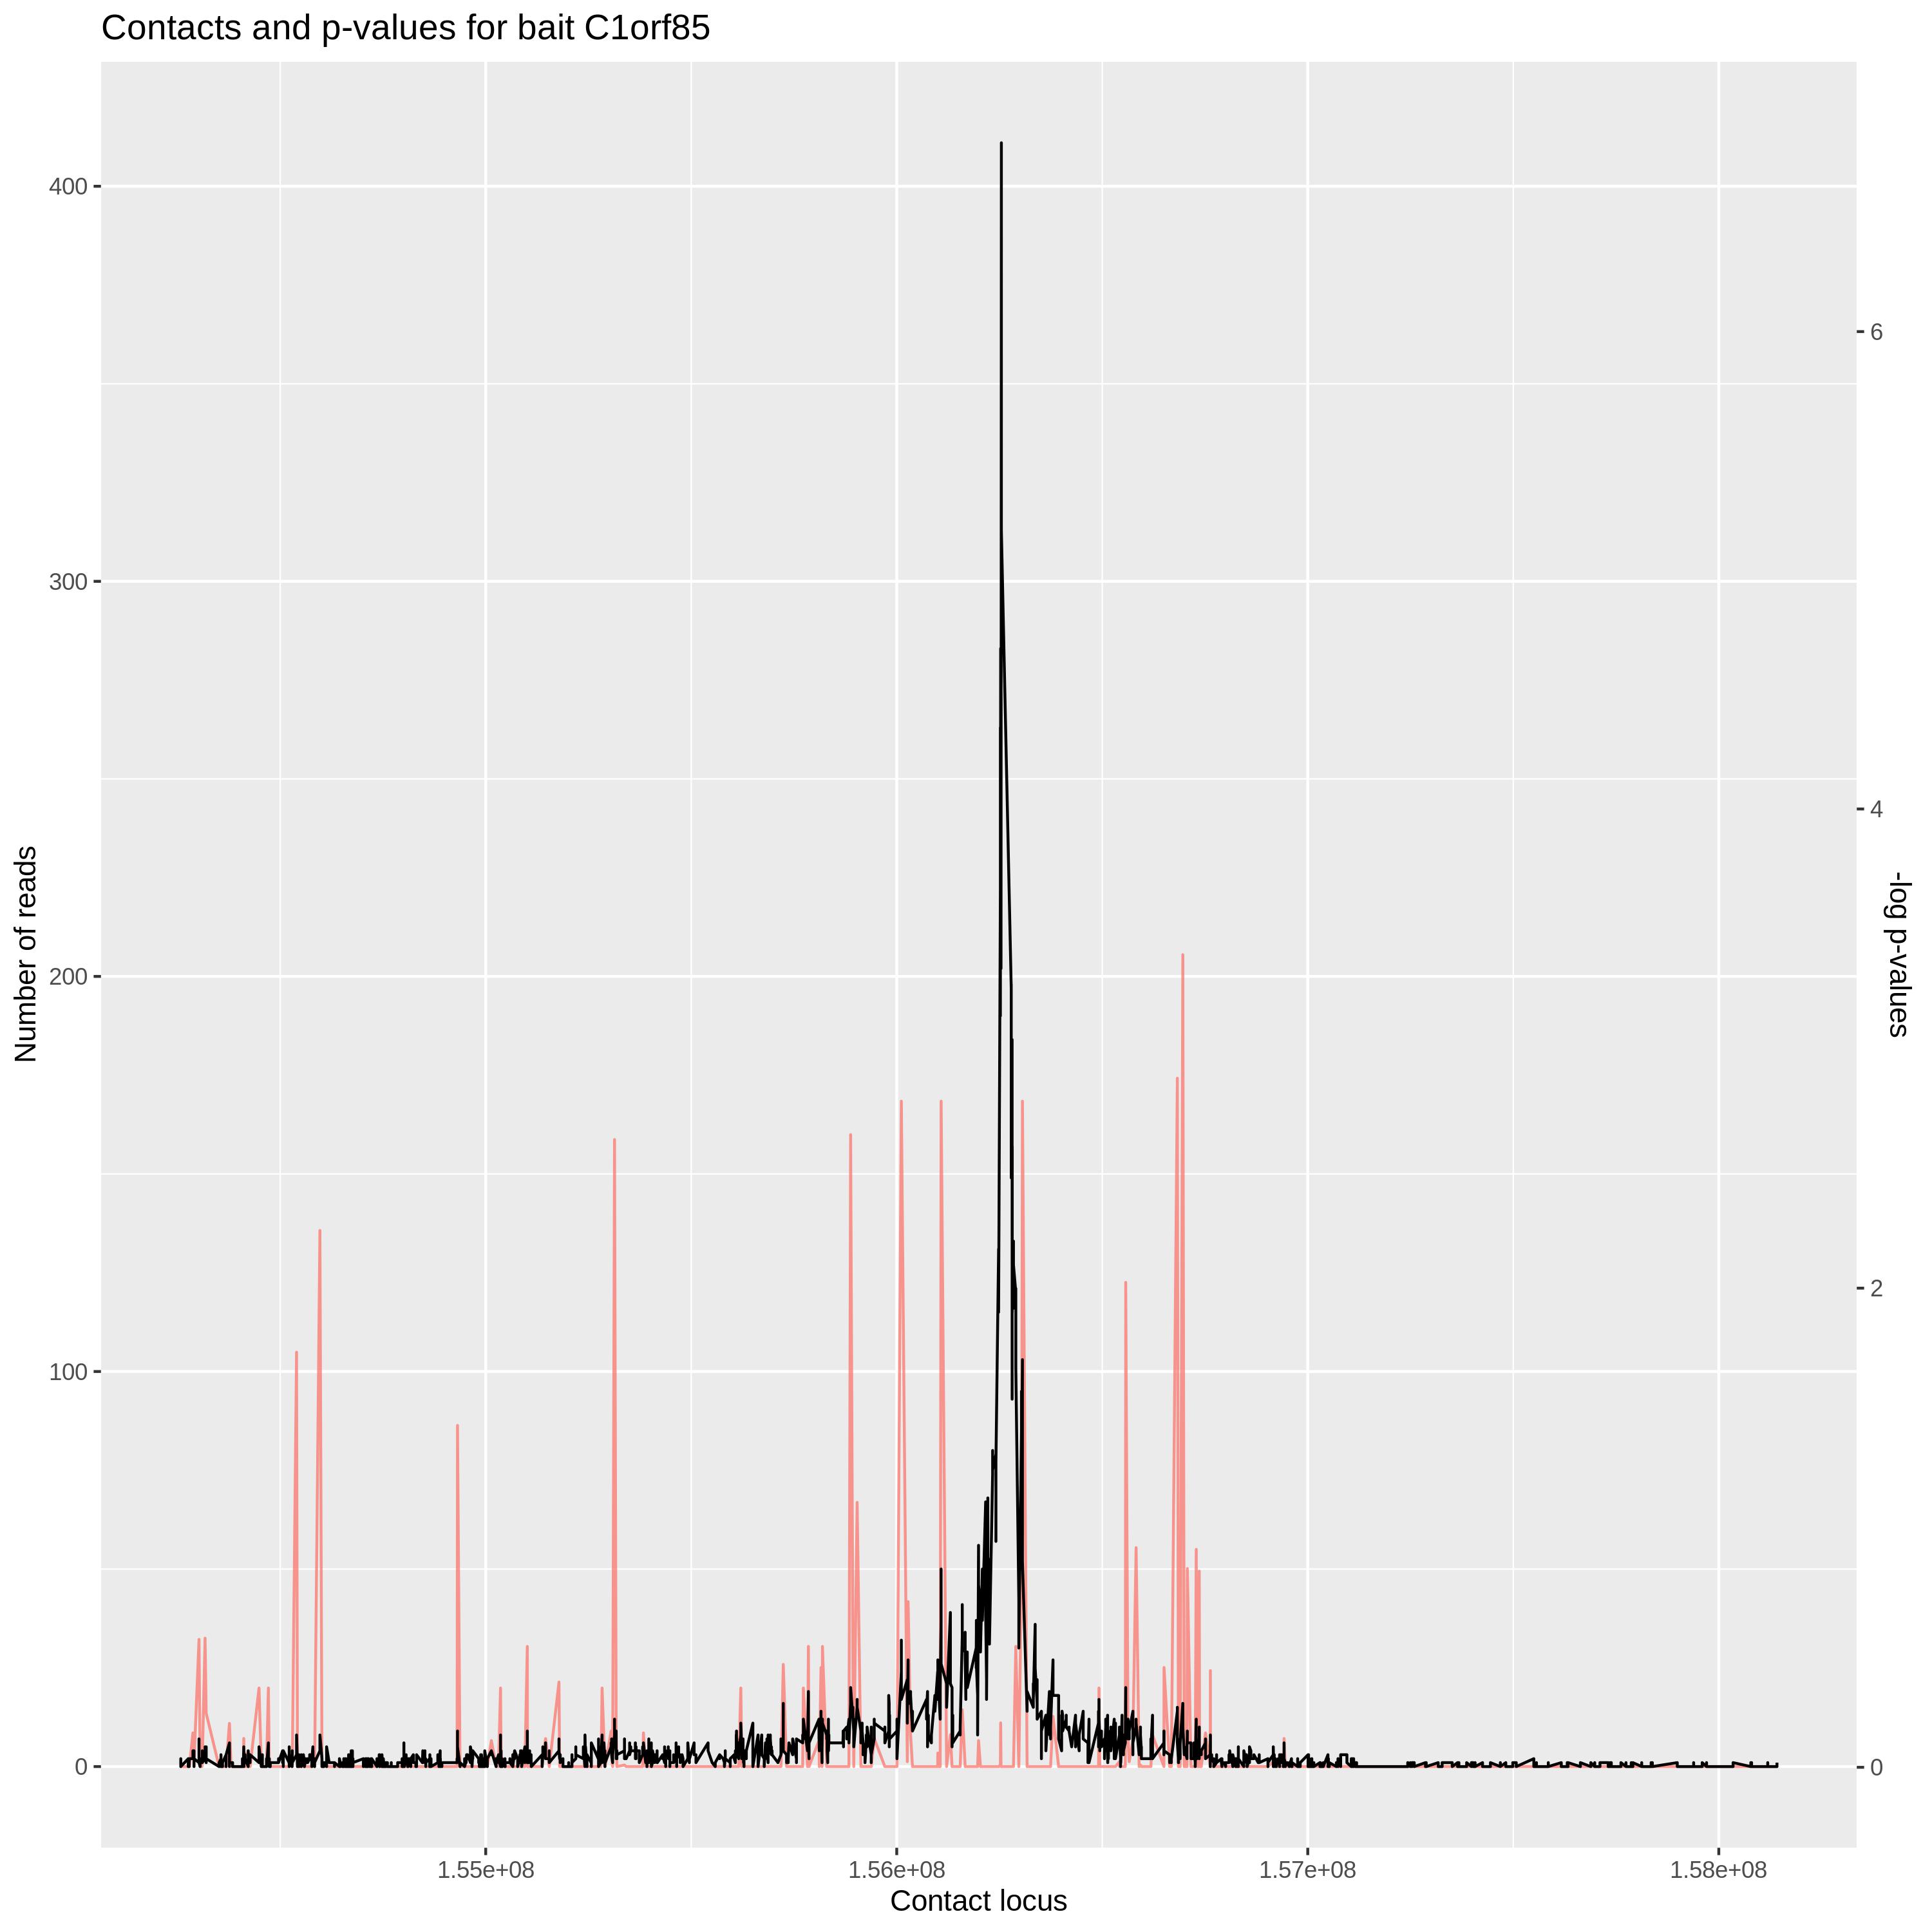 Contacts and p-values for bait C1orf85
400
300
200
100
0
Number of reads
6
4
2
0
-log p-values
1.55e+08 1.56e+08 1.57e+08 1.58e+08
Contact locus